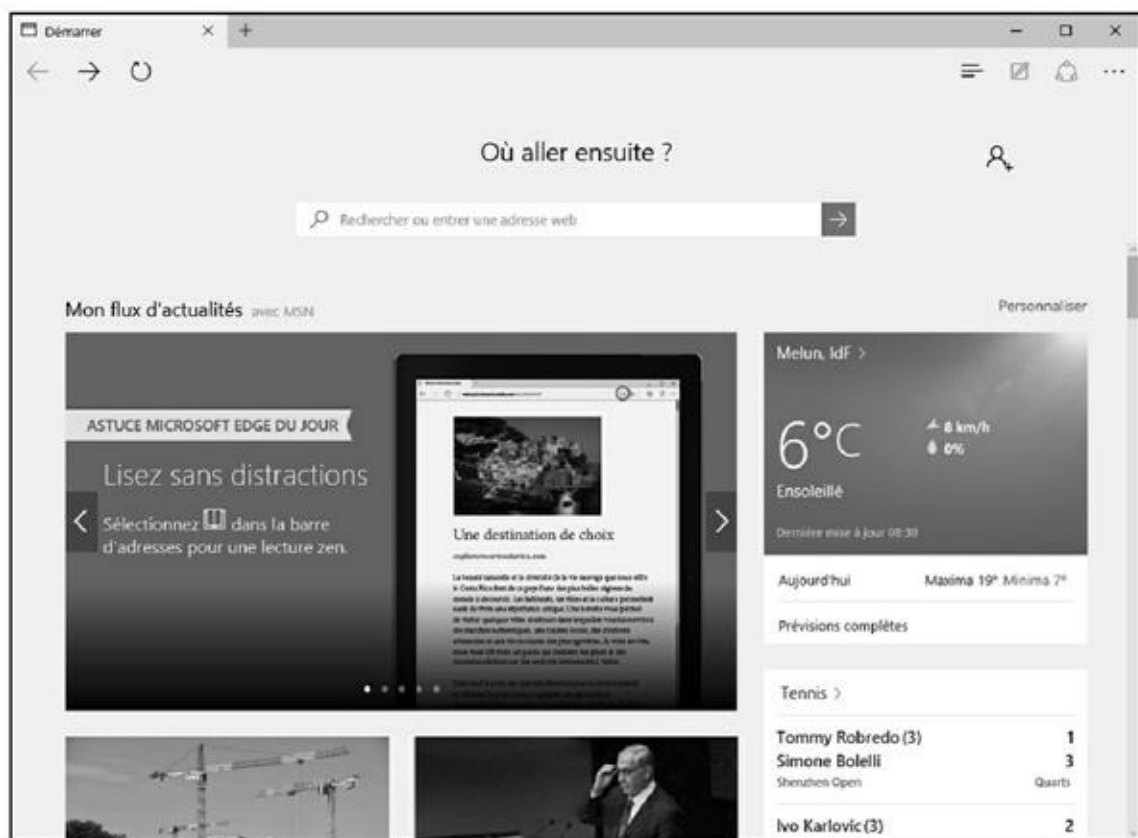 Démarrer
Où aller ensuite ?
Rechercher ou entrer une adresse web
Mon flux d'actualités avec MSN
Personnaliser
ASTUCE MICROSOFT EDGE DU JOUR
Lisez sans distractions
Sélectionnez dans la barre
d'adresses pour une lecture zen.
Une destination de choix
Melun, IdF >
6°C
8 km/h
0%
Ensoleillé
Dernière mise à jour 08:30
Aujourd'hui Maxima 19° Minima 7°
Prévisions complètes
Tennis >
Tommy Robredo (3) 1
Simone Bolelli 3
Shenzhen Open Quarts
Ivo Karlovic (3) 2